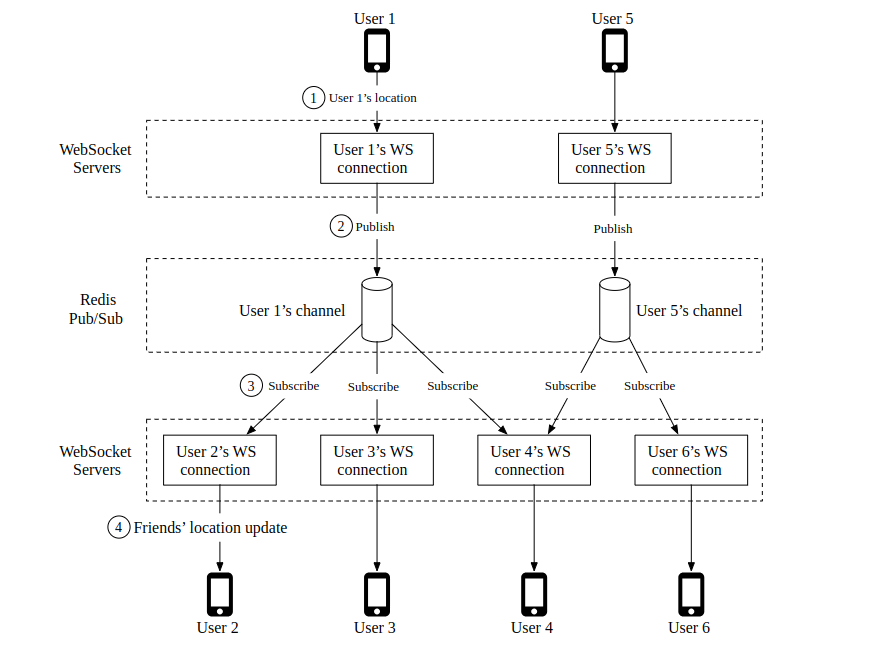 User 1
User 5
1 User 1’s location
WebSocket
Servers
User 1’s WS
connection
User 5’s WS
connection
2 Publish
Publish
Redis
Pub/Sub
User 1’s channel
User 5’s channel
3 Subscribe
Subscribe
Subscribe
Subscribe
Subscribe
WebSocket
Servers
User 2’s WS
connection
User 3’s WS
connection
User 4’s WS
connection
User 6’s WS
connection
4 Friends’ location update
User 2
User 3
User 4
User 6